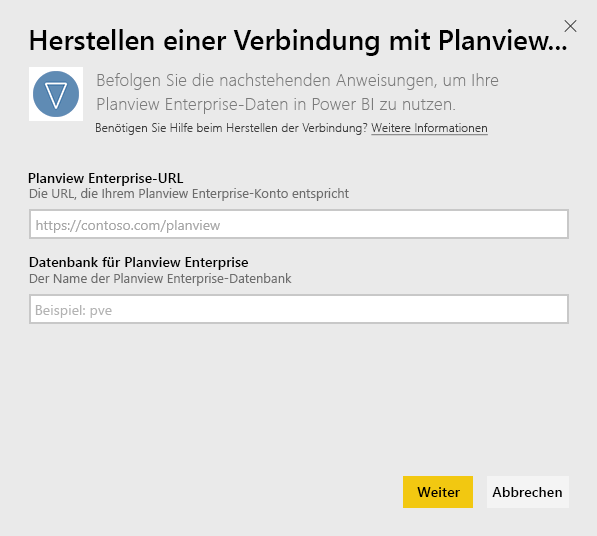 Herstellen einer Verbindung mit Planview...
Befolgen Sie die nachstehenden Anweisungen, um Ihre
Planview Enterprise-Daten in Power BI zu nutzen.
Benötigen Sie Hilfe beim Herstellen der Verbindung? Weitere Informationen
Planview Enterprise-URL
Die URL, die Ihrem Planview Enterprise-Konto entspricht
https://contoso.com/planview
Datenbank für Planview Enterprise
Der Name der Planview Enterprise-Datenbank
Beispiel: pve
Weiter
Abbrechen